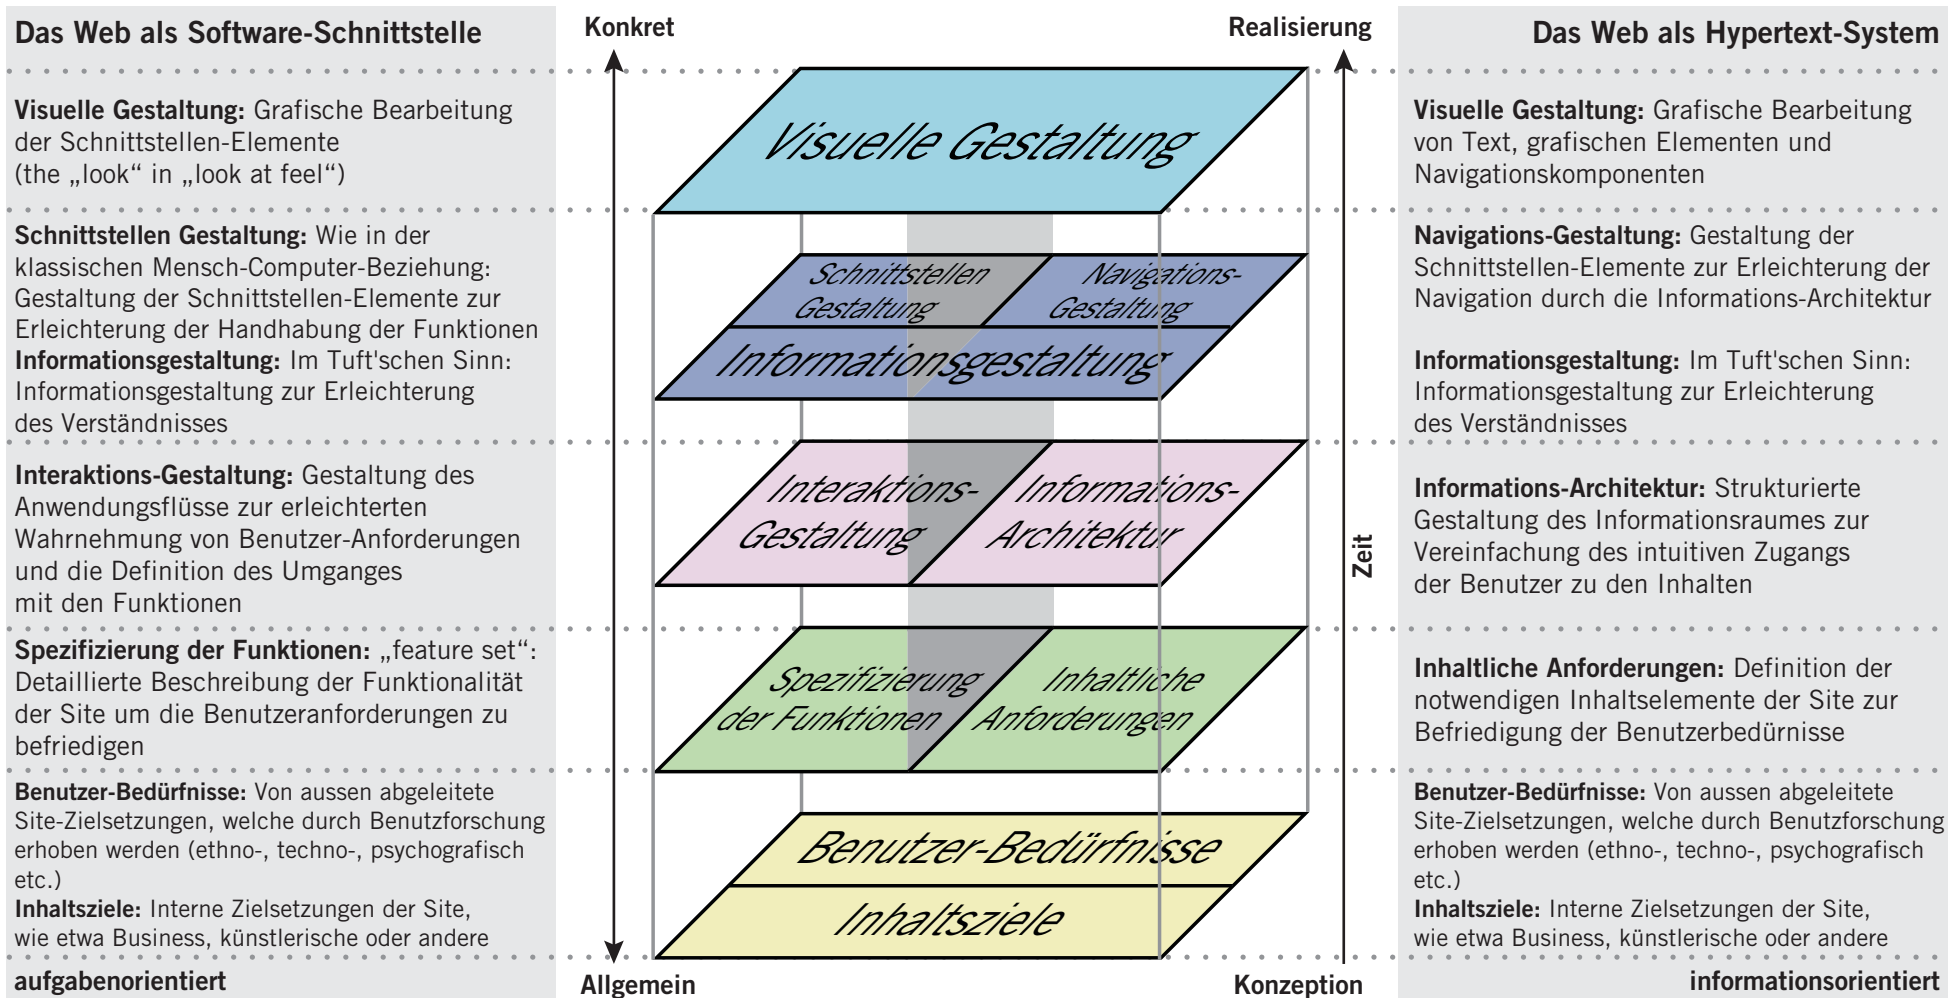 Das Web als Software-Schnittstelle
Visuelle Gestaltung: Grafische Bearbeitung
der Schnittstellen-Elemente
(the „look“ in „look at feel“)
Schnittstellen Gestaltung: Wie in der
klassischen Mensch-Computer-Beziehung:
Gestaltung der Schnittstellen-Elemente zur
Erleichterung der Handhabung der Funktionen
Informationsgestaltung: Im Tuft'schen Sinn:
Informationsgestaltung zur Erleichterung
des Verständnisses
Interaktions-Gestaltung: Gestaltung des
Anwendungsflüsse zur erleichterten
Wahrnehmung von Benutzer-Anforderungen
und die Definition des Umganges
mit den Funktionen
Spezifizierung der Funktionen: „feature set“:
Detaillierte Beschreibung der Funktionalität
der Site um die Benutzeranforderungen zu
befriedigen
Benutzer-Bedürfnisse: Von aussen abgeleitete
Site-Zielsetzungen, welche durch Benutzforschung
erhoben werden (ethno-, techno-, psychografisch
etc.)
Inhaltsziele: Interne Zielsetzungen der Site,
wie etwa Business, künstlerische oder andere
aufgabenorientiert
Konkret
Realisierung
Visuelle Gestaltung
Schnittstellen
Gestaltung
Navigations-
Gestaltung
Informationsgestaltung
Interaktions-
Gestaltung
Informations-
Architektur
Zeit
Spezifizierung
der Funktionen
Inhaltliche
Anforderungen
Benutzer-Bedürfnisse
Inhaltsziele
Allgemein
Konzeption
Das Web als Hypertext-System
Visuelle Gestaltung: Grafische Bearbeitung
von Text, grafischen Elementen und
Navigationskomponenten
Navigations-Gestaltung: Gestaltung der
Schnittstellen-Elemente zur Erleichterung der
Navigation durch die Informations-Architektur
Informationsgestaltung: Im Tuft'schen Sinn:
Informationsgestaltung zur Erleichterung
des Verständnisses
Informations-Architektur: Strukturierte
Gestaltung des Informationsraumes zur
Vereinfachung des intuitiven Zugangs
der Benutzer zu den Inhalten
Inhaltliche Anforderungen: Definition der
notwendigen Inhaltselemente der Site zur
Befriedigung der Benutzerbedürnisse
Benutzer-Bedürfnisse: Von aussen abgeleitete
Site-Zielsetzungen, welche durch Benutzforschung
erhoben werden (ethno-, techno-, psychografisch
etc.)
Inhaltsziele: Interne Zielsetzungen der Site,
wie etwa Business, künstlerische oder andere
informationsorientiert